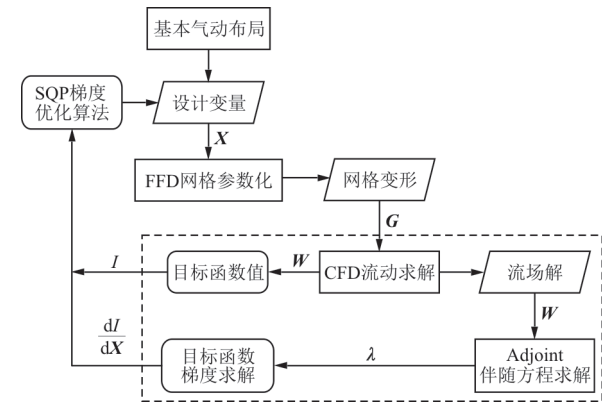 基本气动布局
SQP梯度
优化算法
设计变量
X
FFD网格参数化
网格变形
G
I
目标函数值
W
CFD流动求解
流场解
W
dI
dX
目标函数
梯度求解
λ
Adjoint
伴随方程求解